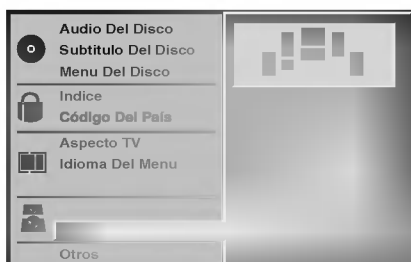 Audio Del Disco
Subtitulo Del Disco
Menu Del Disco
Indice
Código Del País
Aspecto TV
Idioma Del Menu
Otros